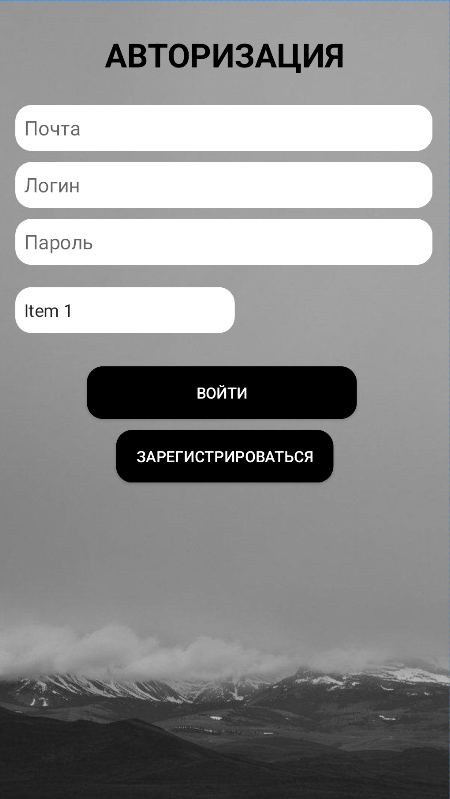 АВТОРИЗАЦИЯ
Почта
Логин
Пароль
Item 1
ВОЙТИ
ЗАРЕГИСТРИРОВАТЬСЯ